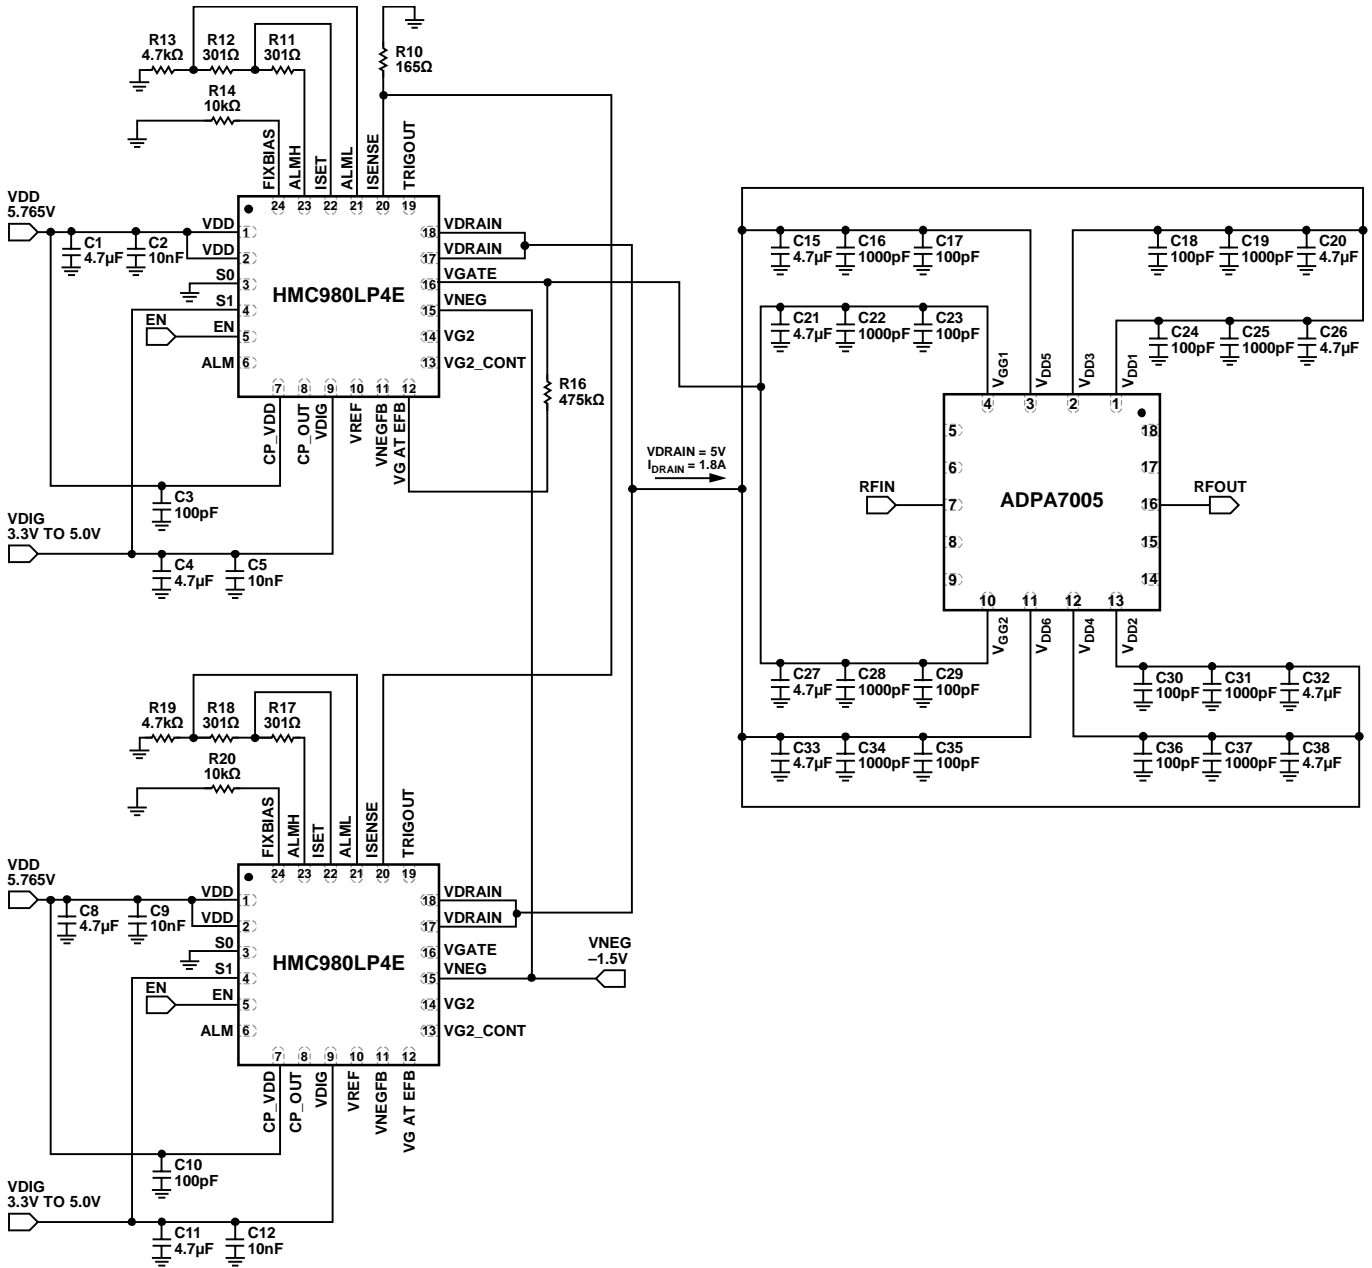 R13
4.7kΩ
R12
301Ω
R11
301Ω
R10
165Ω
R14
10kΩ
FIXBIAS
ALMH
ISET
ALML
ISENSE
TRIGOUT
24
23
22
21
20
19
VDD
5.765V
C1
4.7µF
C2
10nF
VDD
VDD
S0
S1
EN
EN
ALM
1
2
3
4
5
6
HMC980LP4E
18
17
16
15
14
13
VDRAIN
VDRAIN
VGATE
VNEG
VG2
VG2_CONT
7
8
9
10
11
12
CP_VDD
CP_OUT
VDIG
VREF
VNEGFB
VG AT EFB
R16
475kΩ
C3
100pF
VDIG
3.3V TO 5.0V
C4
4.7µF
C5
10nF
VDRAIN = 5V
IDRAIN = 1.8A
C15
4.7µF
C16
1000pF
C17
100pF
C18
100pF
C19
1000pF
C20
4.7µF
C21
4.7µF
C22
1000pF
C23
100pF
C24
100pF
C25
1000pF
C26
4.7µF
VGG1
VDD5
VDD3
VDD1
4
3
2
1
5
6
7
8
9
18
17
16
15
14
RFIN
ADPA7005
RFOUT
10
11
12
13
VGG2
VDD6
VDD4
VDD2
C27
4.7µF
C28
1000pF
C29
100pF
C30
100pF
C31
1000pF
C32
4.7µF
C33
4.7µF
C34
1000pF
C35
100pF
C36
100pF
C37
1000pF
C38
4.7µF
R19
4.7kΩ
R18
301Ω
R17
301Ω
R20
10kΩ
FIXBIAS
ALMH
ISET
ALML
ISENSE
TRIGOUT
24
23
22
21
20
19
VDD
5.765V
C8
4.7µF
C9
10nF
VDD
VDD
S0
S1
EN
EN
ALM
1
2
3
4
5
6
HMC980LP4E
18
17
16
15
14
13
VDRAIN
VDRAIN
VGATE
VNEG
VG2
VG2_CONT
VNEG
–1.5V
7
8
9
10
11
12
CP_VDD
CP_OUT
VDIG
VREF
VNEGFB
VG AT EFB
C10
100pF
VDIG
3.3V TO 5.0V
C11
4.7µF
C12
10nF